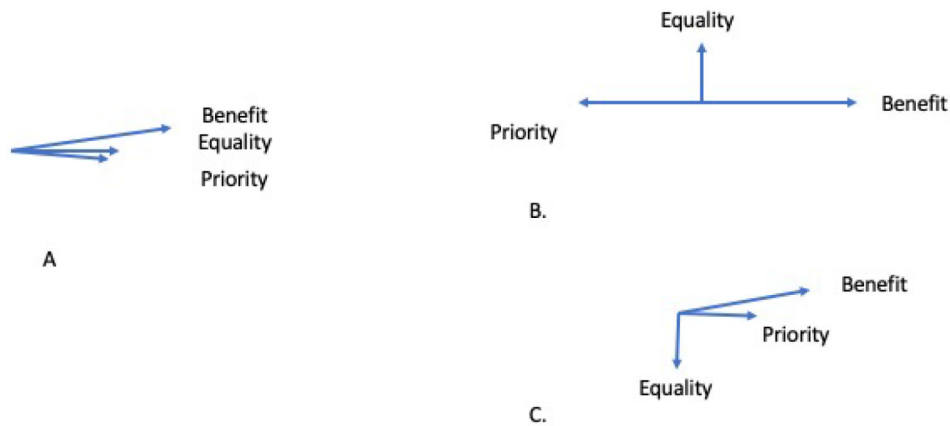 Benefit
Equality
Priority
A
Equality
Benefit
Priority
B.
Benefit
Priority
Equality
C.